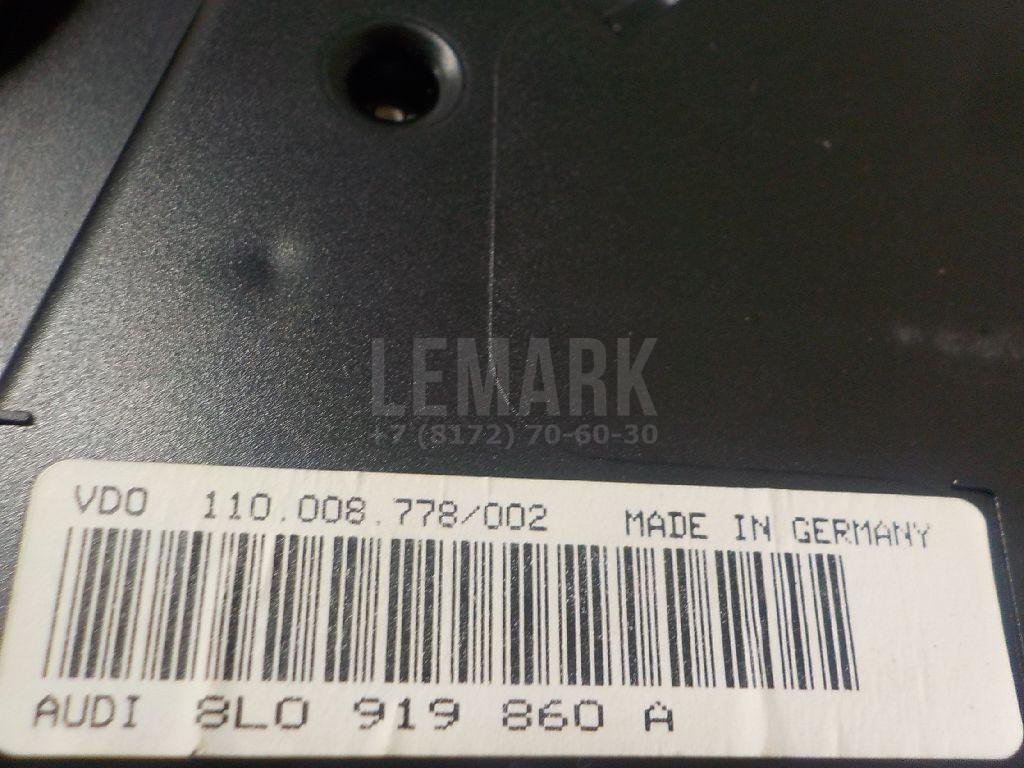 LEMARK
+7 (8172) 70-60-30
VDO 110.008.778/002 MADE IN GERMANY
AUDI 8L0 919 860 A